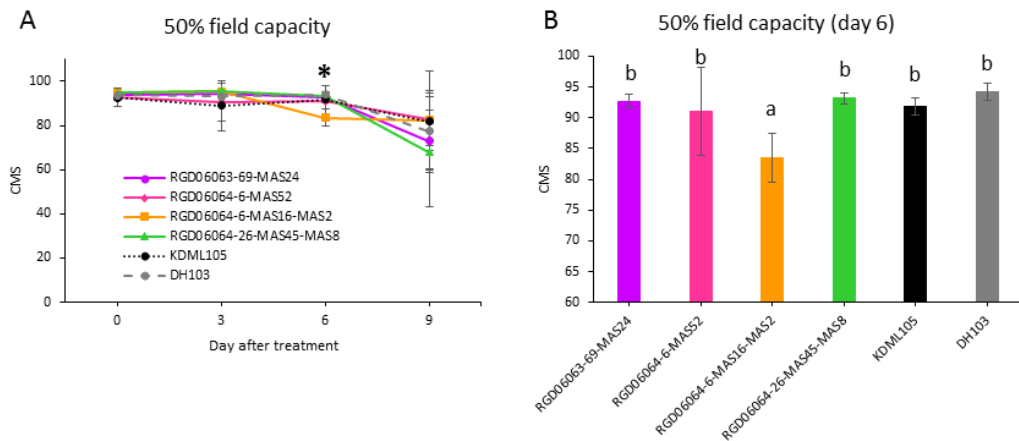 A
50% field capacity
*
100
80
60
40
20
0
CMS
RGD06063-69-MAS24
RGD06064-6-MAS52
RGD06064-6-MAS16-MAS2
RGD06064-26-MAS45-MAS8
KDML105
DH103
0 3 6 9
Day after treatment
B
50% field capacity (day 6)
100
95
90
85
80
75
70
65
60
CMS
b b a b b b
RGD06063-69-MAS24
RGD06064-6-MAS52
RGD06064-6-MAS16-MAS2
RGD06064-26-MAS45-MAS8
KDML105
DH103